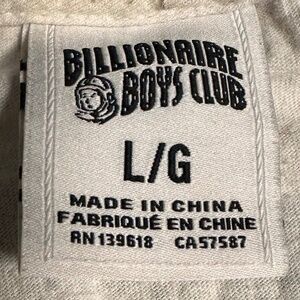 BILLIONAIRE
BOYS CLUB
L/G
MADE IN CHINA
FABRIQUÉ EN CHINE
RN 139618 CA57587